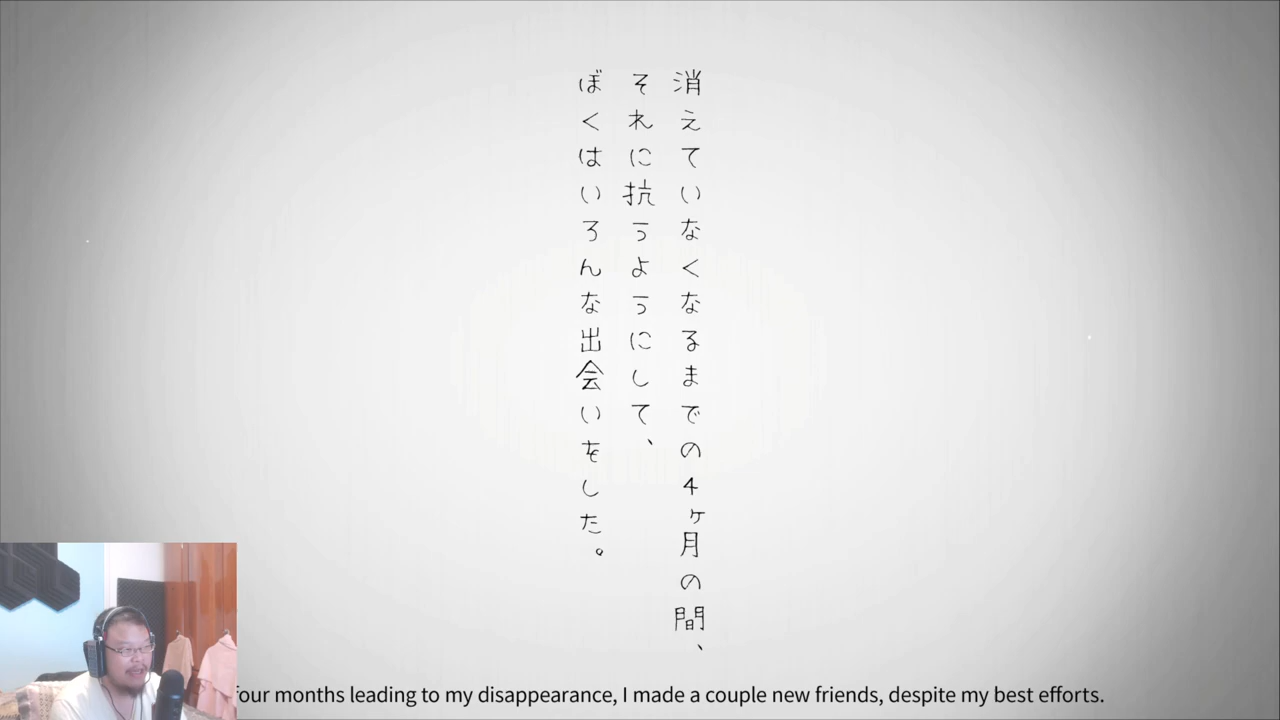 消えていなくなるまでの4ヶ月の間、
それに抗うようにして、
ぼくはいろんな出会いをした。
four months leading to my disappearance, I made a couple new friends, despite my best efforts.